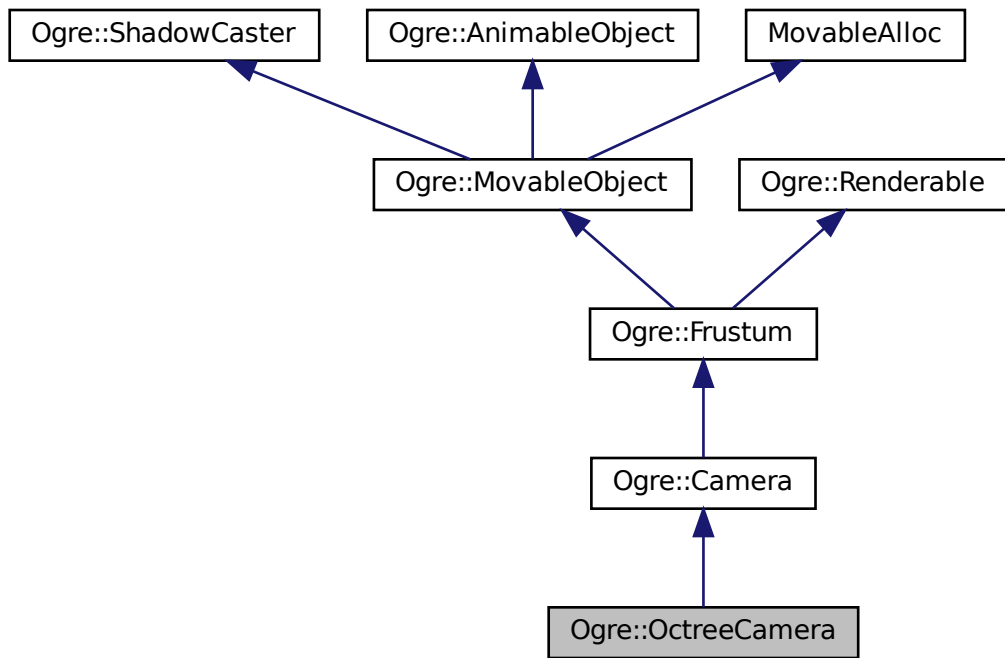 Ogre::ShadowCaster
Ogre::AnimableObject
MovableAlloc
Ogre::MovableObject
Ogre::Renderable
Ogre::Frustum
Ogre::Camera
Ogre::OctreeCamera